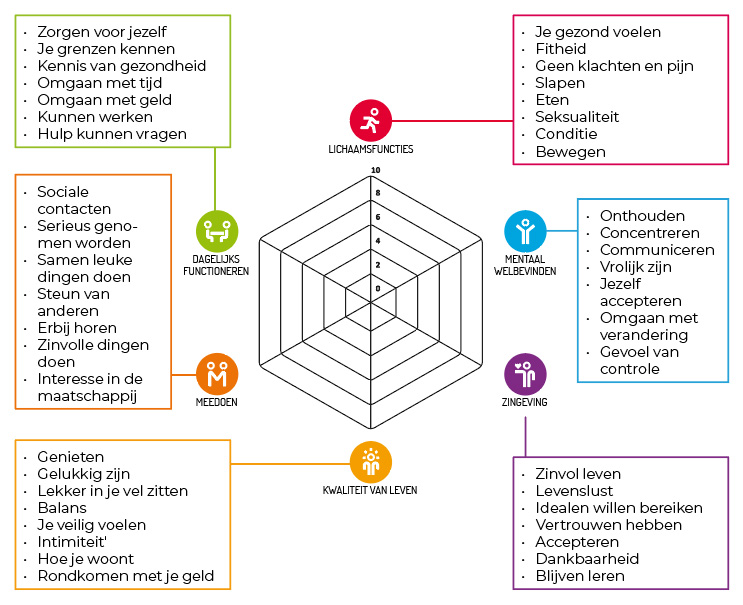 · Zorgen voor jezelf
· Je grenzen kennen
· Kennis van gezondheid
· Omgaan met tijd
· Omgaan met geld
· Kunnen werken
· Hulp kunnen vragen
· Je gezond voelen
· Fitheid
· Geen klachten en pijn
· Slapen
· Eten
· Seksualiteit
· Conditie
· Bewegen
LICHAAMSFUNCTIES
10
8
6
4
2
0
DAGELIJKS
FUNCTIONEREN
MENTAAL
WELBEVINDEN
· Sociale
contacten
· Serieus geno-
men worden
· Samen leuke
dingen doen
· Steun van
anderen
· Erbij horen
· Zinvolle dingen
doen
· Interesse in de
maatschappij
· Onthouden
· Concentreren
· Communiceren
· Vrolijk zijn
· Jezelf
accepteren
· Omgaan met
verandering
· Gevoel van
controle
MEEDOEN
ZINGEVING
· Genieten
· Gelukkig zijn
· Lekker in je vel zitten
· Balans
· Je veilig voelen
· Intimiteit'
· Hoe je woont
· Rondkomen met je geld
KWALITEIT VAN LEVEN
· Zinvol leven
· Levenslust
· Idealen willen bereiken
· Vertrouwen hebben
· Accepteren
· Dankbaarheid
· Blijven leren